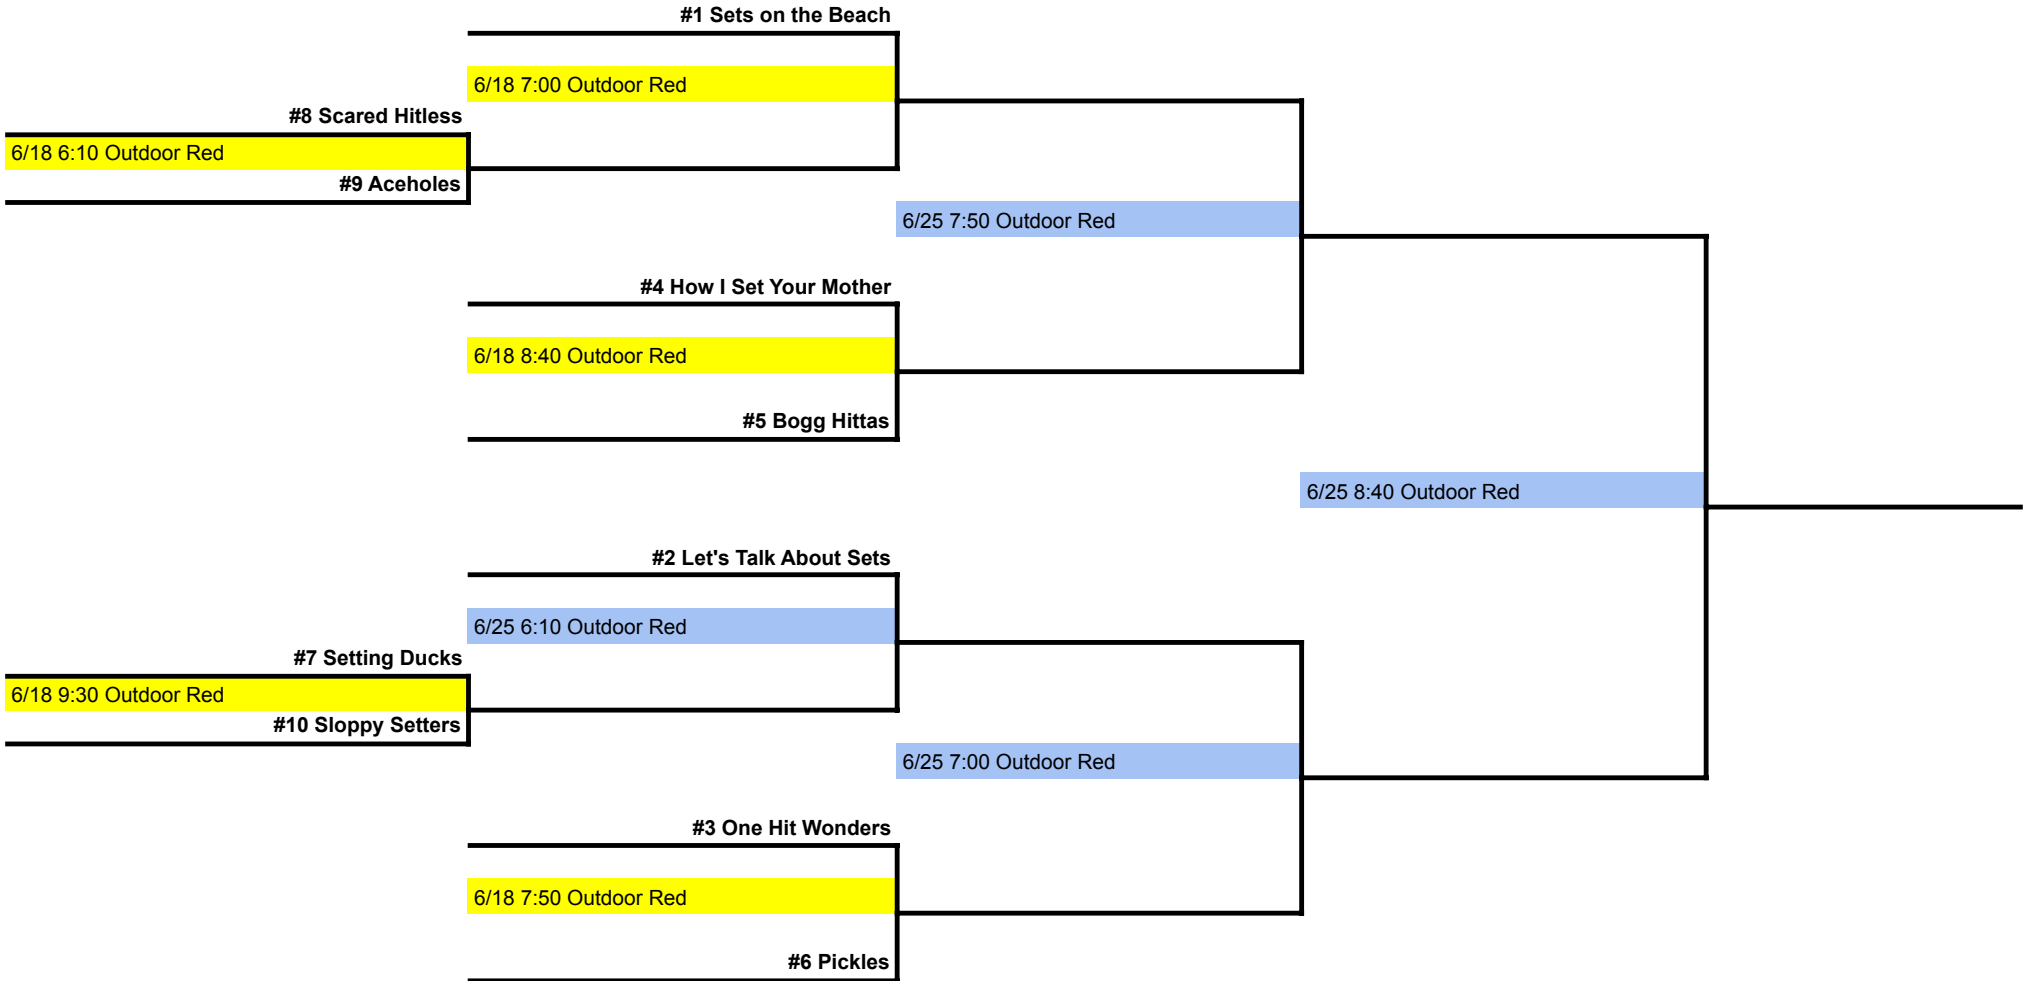 #1 Sets on the Beach
6/18 7:00 Outdoor Red
#8 Scared Hitless
6/18 6:10 Outdoor Red
#9 Aceholes
6/25 7:50 Outdoor Red
#4 How I Set Your Mother
6/18 8:40 Outdoor Red
#5 Bogg Hittas
6/25 8:40 Outdoor Red
#2 Let's Talk About Sets
6/25 6:10 Outdoor Red
#7 Setting Ducks
6/18 9:30 Outdoor Red
#10 Sloppy Setters
6/25 7:00 Outdoor Red
#3 One Hit Wonders
6/18 7:50 Outdoor Red
#6 Pickles